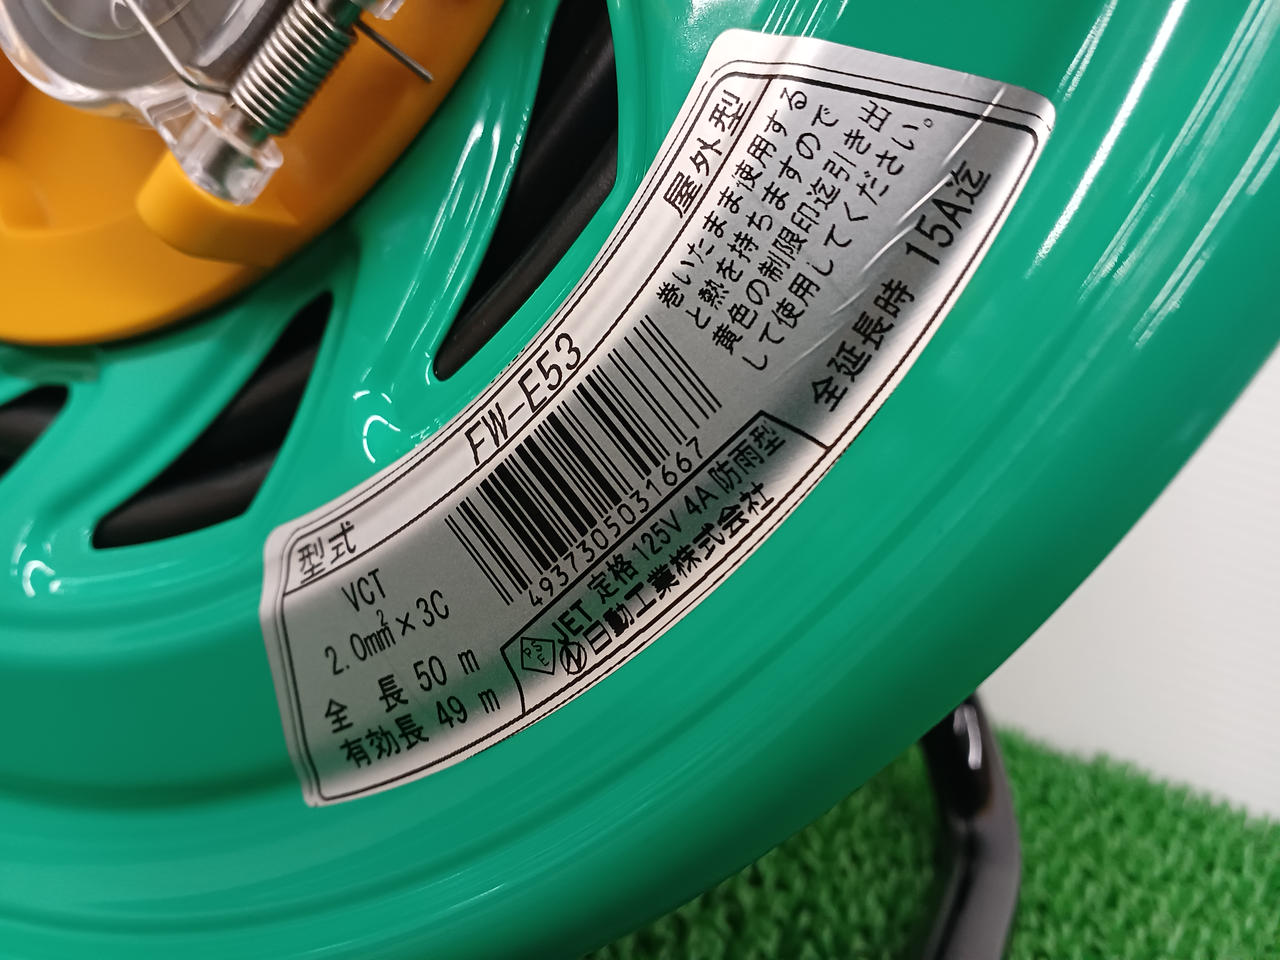 型式 FW-E53 屋外型
VCT
2.0mm²×3C
全 長 50 m
有効長 49 m
4937305031667
巻いたまま使用する
と熱を持ちますので
黄色の制限印迄引き出
して使用してください。
全延長時 15A迄
PSE JET 定格 125V 4A 防雨型
日動工業株式会社